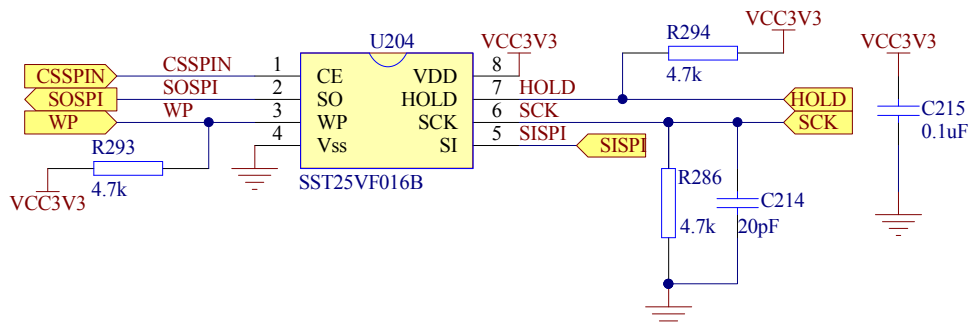 R294
VCC3V3
4.7k
VCC3V3
U204
VCC3V3
CSSPIN CSSPIN 1 CE VDD 8
SOSPI SOSPI 2 SO HOLD 7 HOLD HOLD
WP WP 3 WP SCK 6 SCK SCK
4 Vss SI 5 SISPI SISPI
C215
0.1uF
R293
4.7k
VCC3V3
SST25VF016B
R286
4.7k
C214
20pF